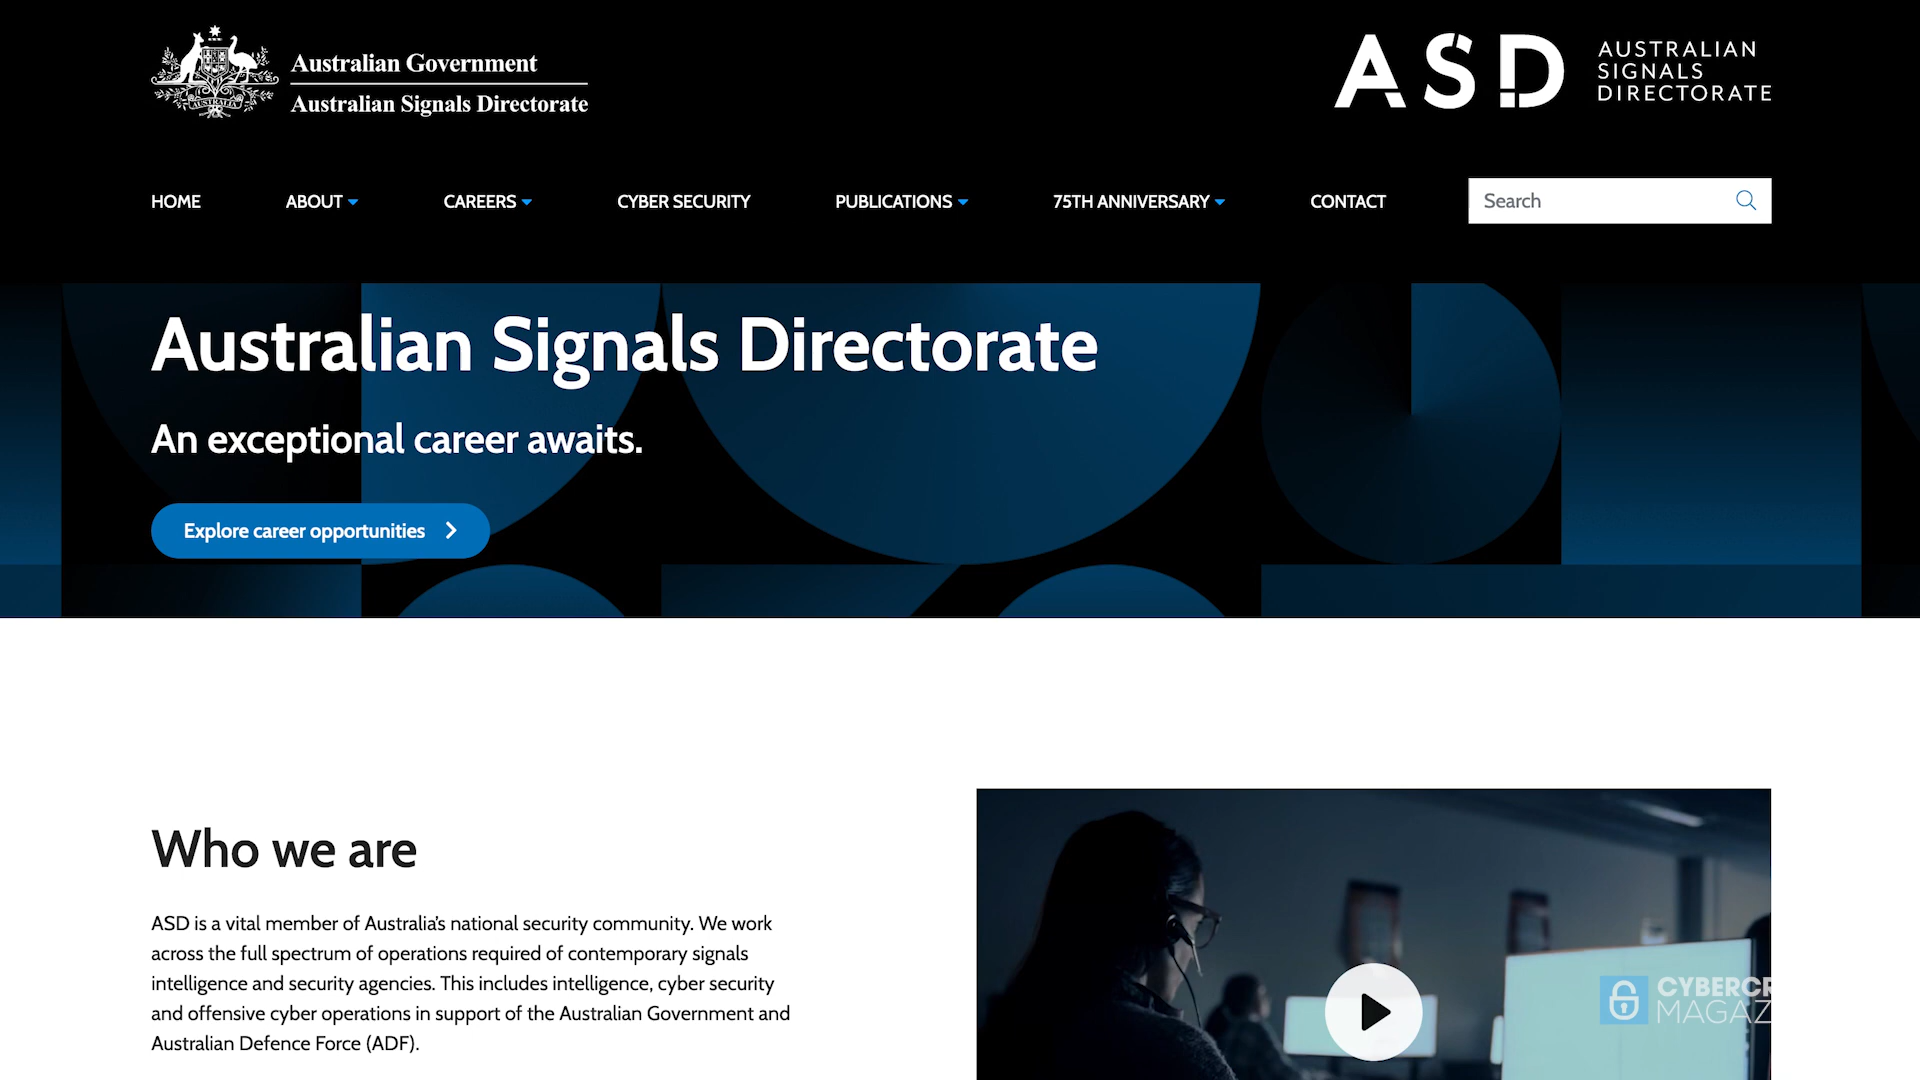 Australian Government
Australian Signals Directorate
ASD
AUSTRALIAN
SIGNALS
DIRECTORATE
HOME
ABOUT
CAREERS
CYBER SECURITY
PUBLICATIONS
75TH ANNIVERSARY
CONTACT
Search
Australian Signals Directorate
An exceptional career awaits.
Explore career opportunities
Who we are
ASD is a vital member of Australia's national security community. We work
across the full spectrum of operations required of contemporary signals
intelligence and security agencies. This includes intelligence, cyber security
and offensive cyber operations in support of the Australian Government and
Australian Defence Force (ADF).
CYBERCR
MAGAZ